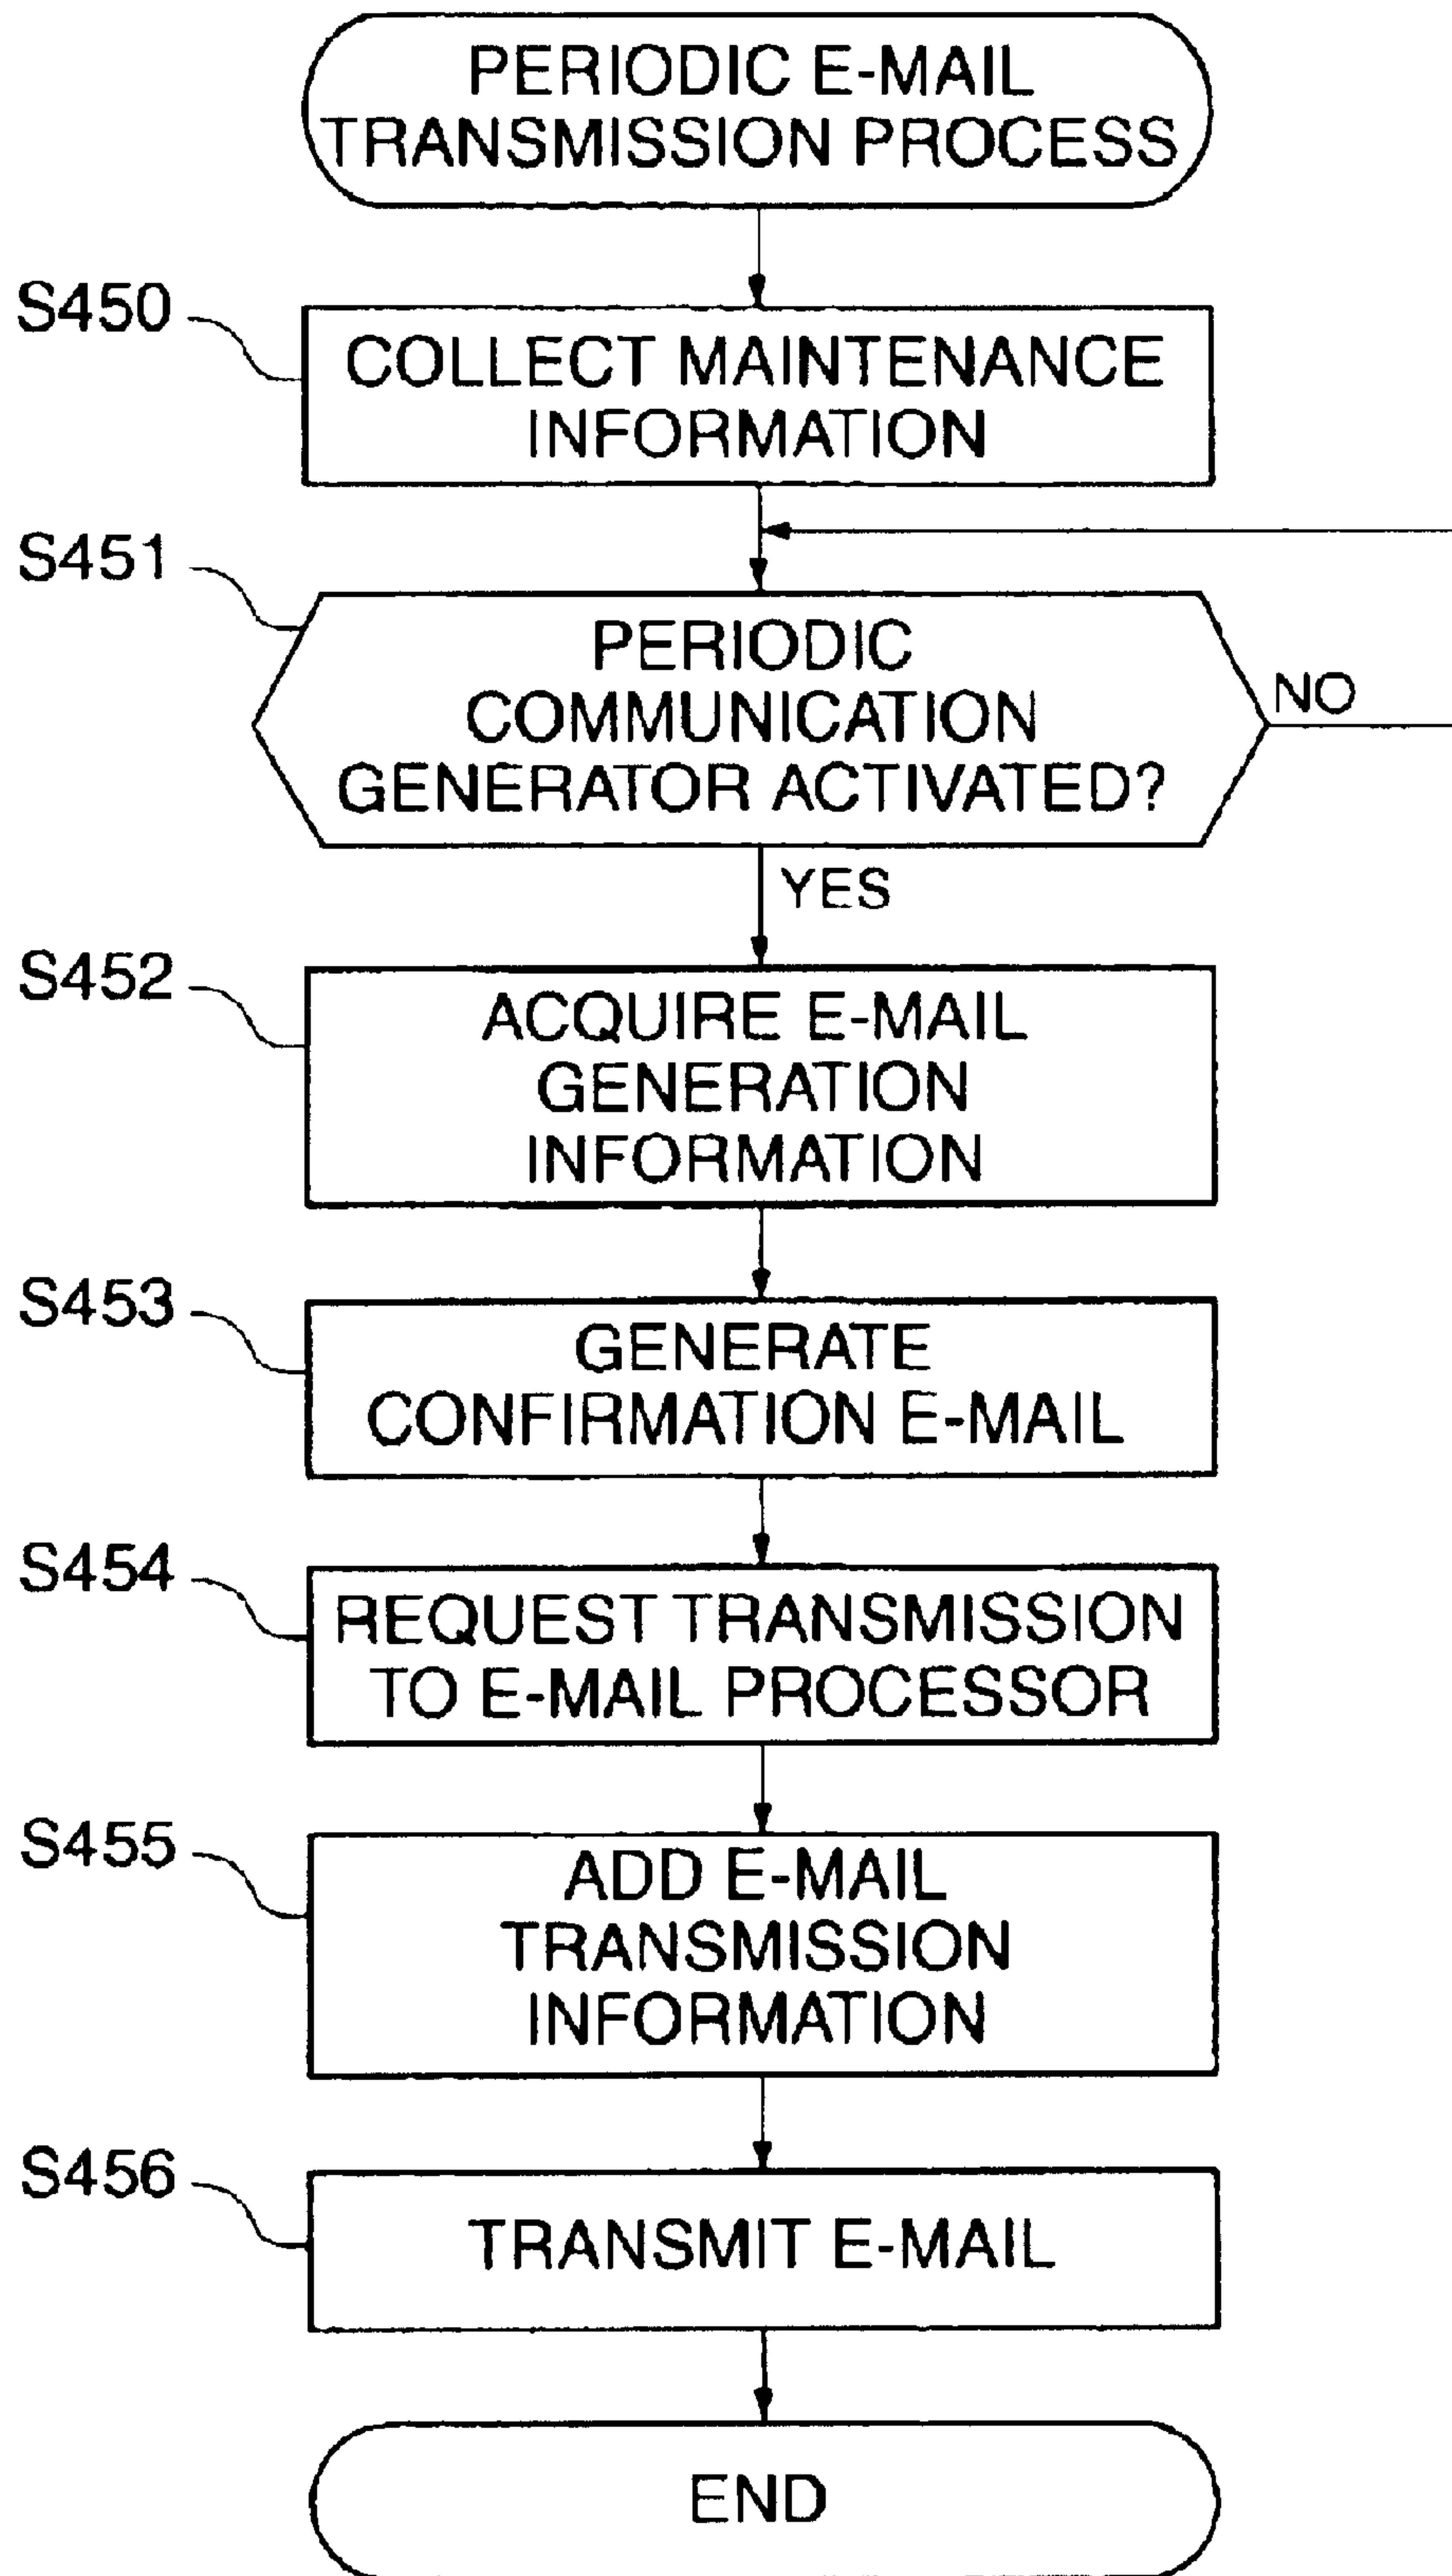 PERIODIC E-MAIL
TRANSMISSION PROCESS
S450
COLLECT MAINTENANCE
INFORMATION
S451
PERIODIC
COMMUNICATION
GENERATOR ACTIVATED?
NO
YES
S452
ACQUIRE E-MAIL
GENERATION
INFORMATION
S453
GENERATE
CONFIRMATION E-MAIL
S454
REQUEST TRANSMISSION
TO E-MAIL PROCESSOR
S455
ADD E-MAIL
TRANSMISSION
INFORMATION
S456
TRANSMIT E-MAIL
END